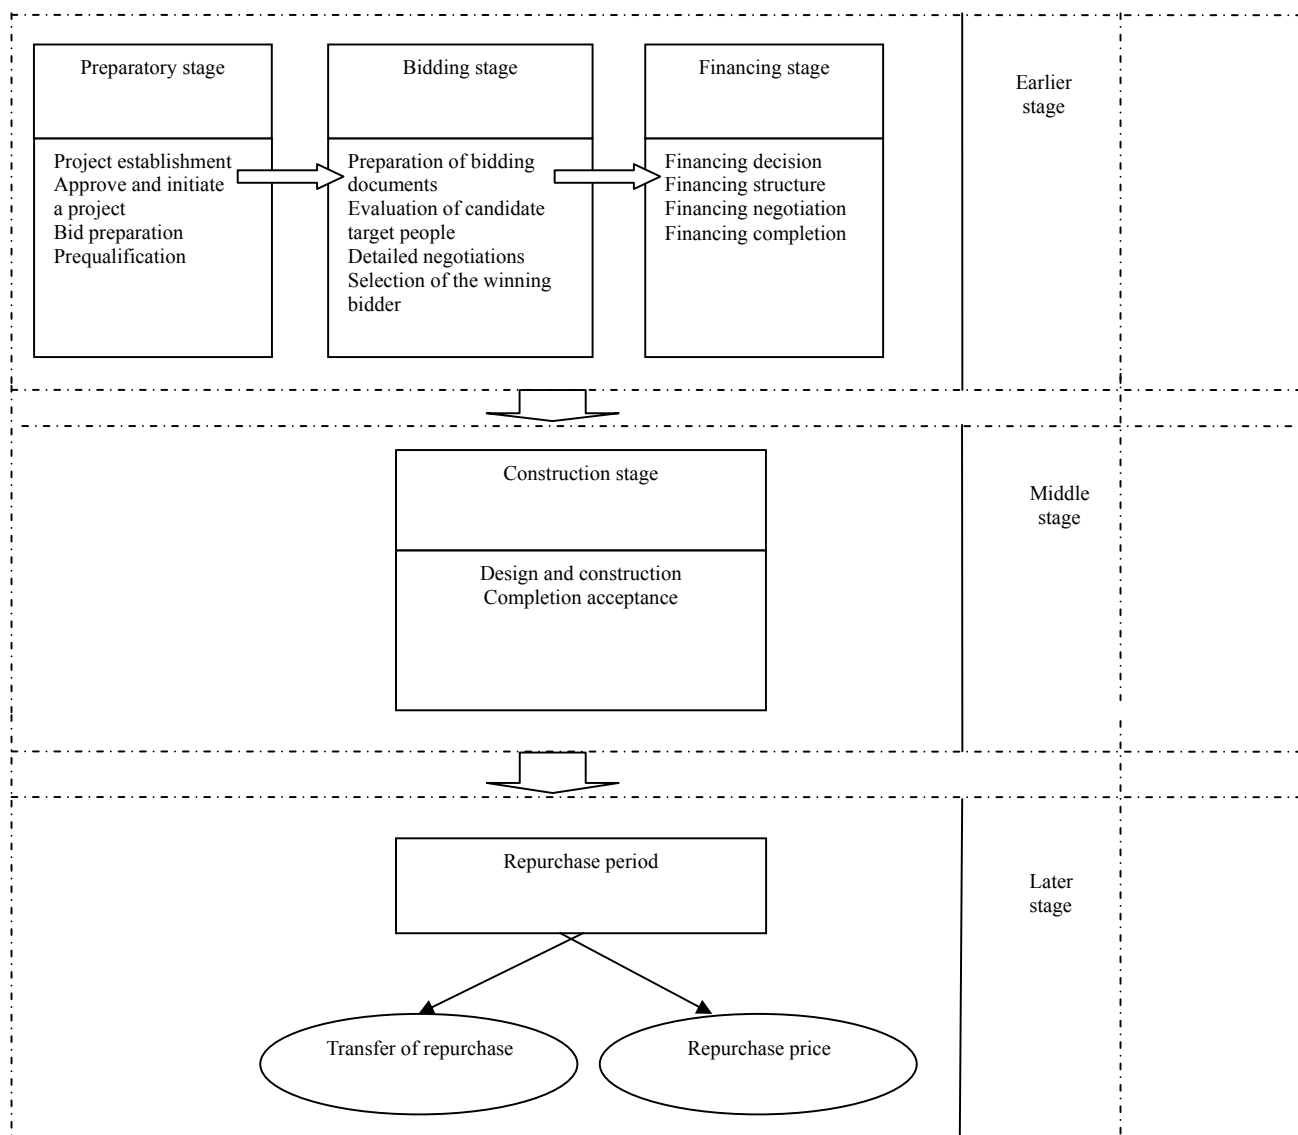 Preparatory stage
Project establishment
Approve and initiate
a project
Bid preparation
Prequalification
Bidding stage
Preparation of bidding
documents
Evaluation of candidate
target people
Detailed negotiations
Selection of the winning
bidder
Financing stage
Financing decision
Financing structure
Financing negotiation
Financing completion
Earlier
stage
Construction stage
Design and construction
Completion acceptance
Middle
stage
Repurchase period
Transfer of repurchase
Repurchase price
Later
stage